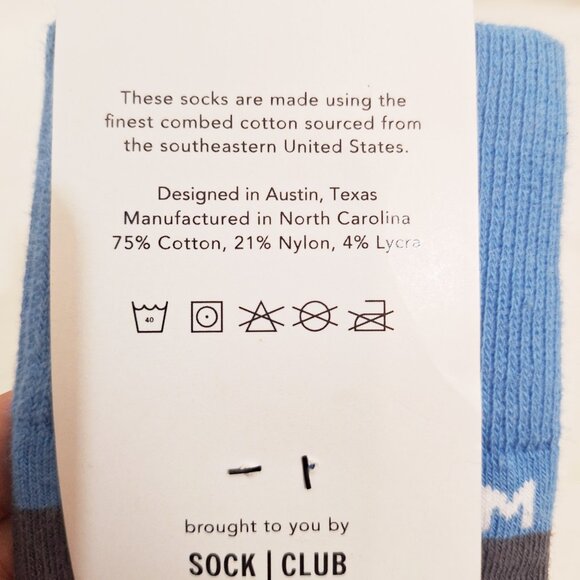 These socks are made using the
finest combed cotton sourced from
the southeastern United States.
Designed in Austin, Texas
Manufactured in North Carolina
75% Cotton, 21% Nylon, 4% Lycra
40
brought to you by
SOCK | CLUB
M